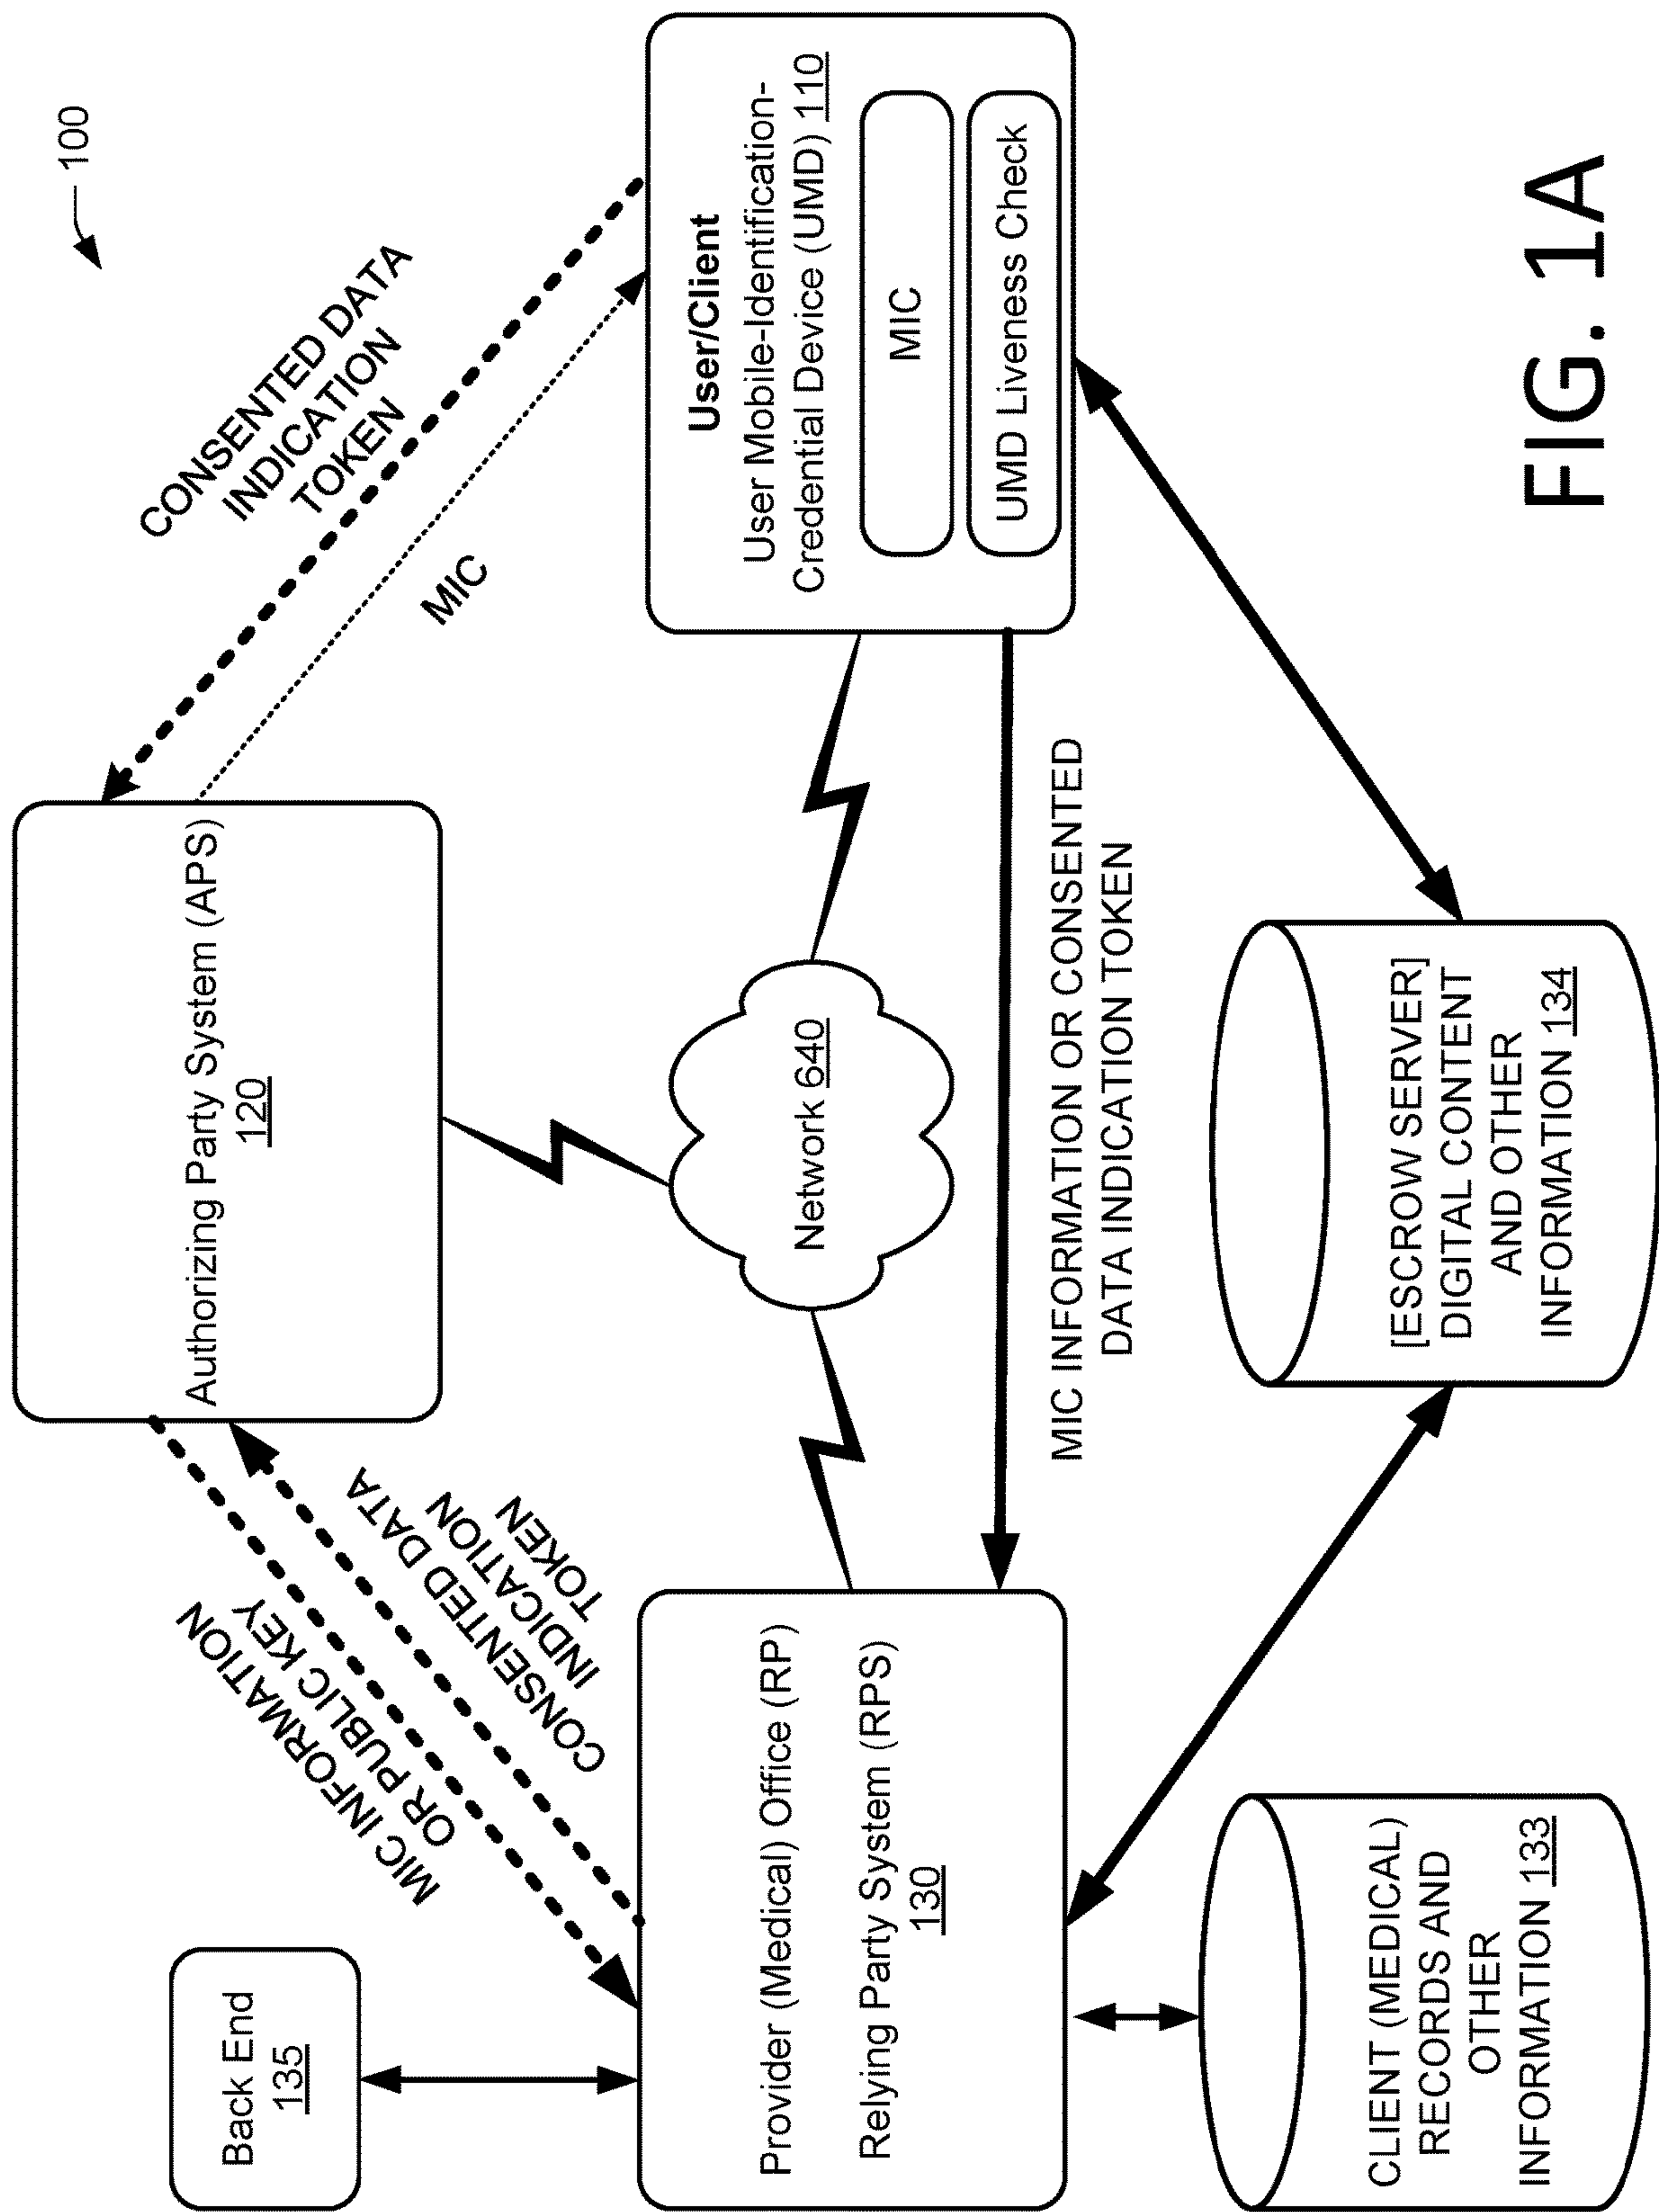 100
Authorizing Party System (APS)
120
CONSENTED DATA
INDICATION
TOKEN
MIC
MIC INFORMATION
OR PUBLIC KEY
CONSENTED DATA
INDICATION
TOKEN
Back End
135
Provider (Medical) Office (RP)
Relying Party System (RPS)
130
Network 640
User/Client
User Mobile-Identification-
Credential Device (UMD) 110
MIC
UMD Liveness Check
MIC INFORMATION OR CONSENTED
DATA INDICATION TOKEN
CLIENT (MEDICAL)
RECORDS AND
OTHER
INFORMATION 133
[ESCROW SERVER]
DIGITAL CONTENT
AND OTHER
INFORMATION 134
FIG. 1A